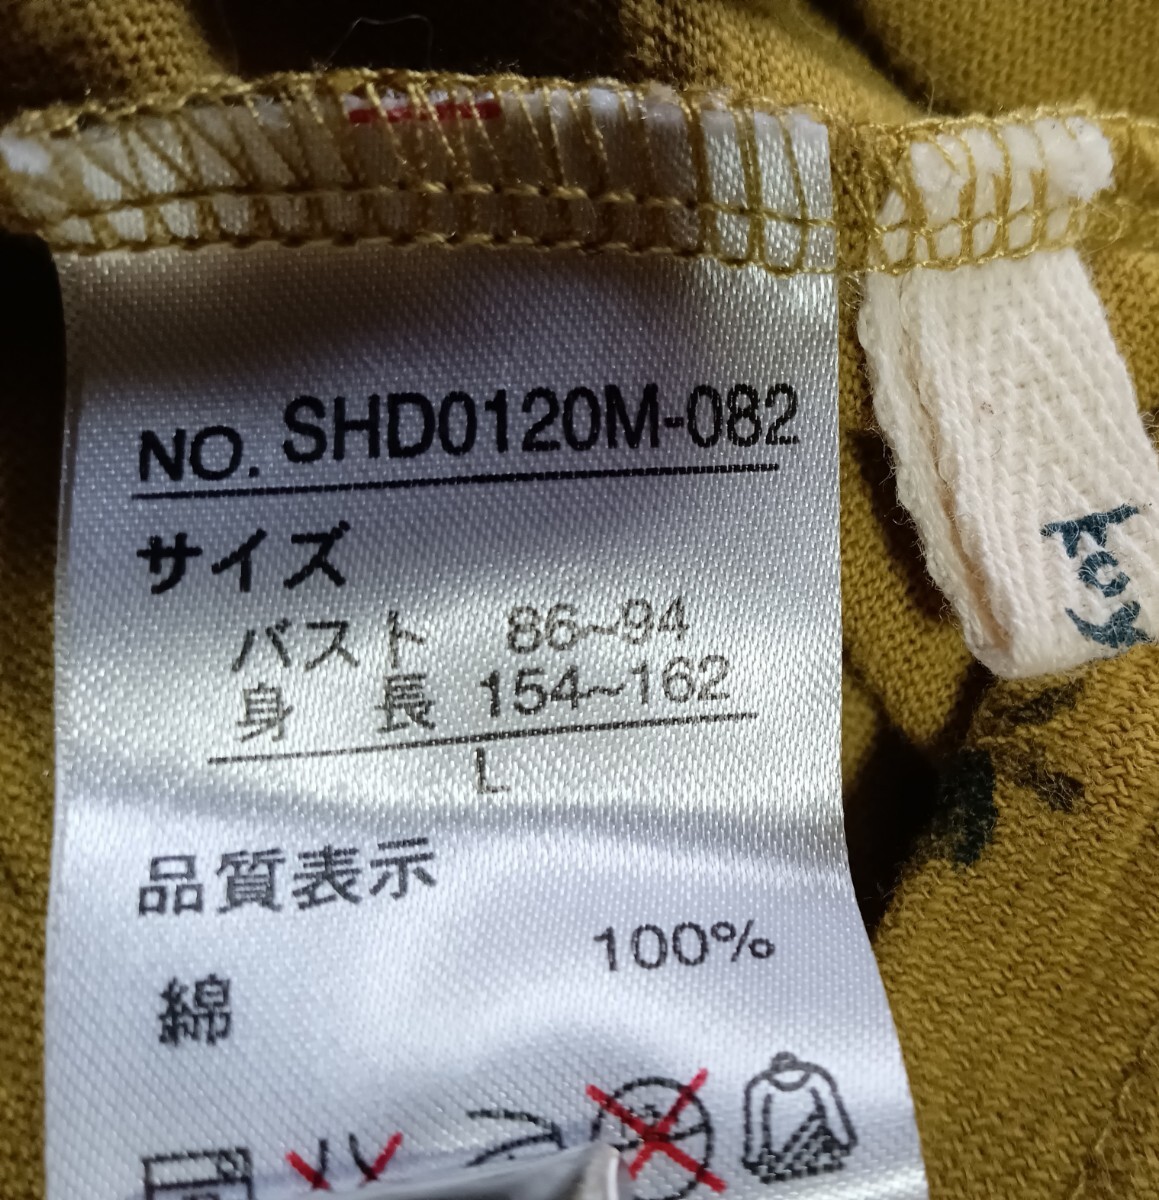 NO. SHD0120M-082
サイズ
バスト 86~94
身長 154~162
L
品質表示
100%
綿